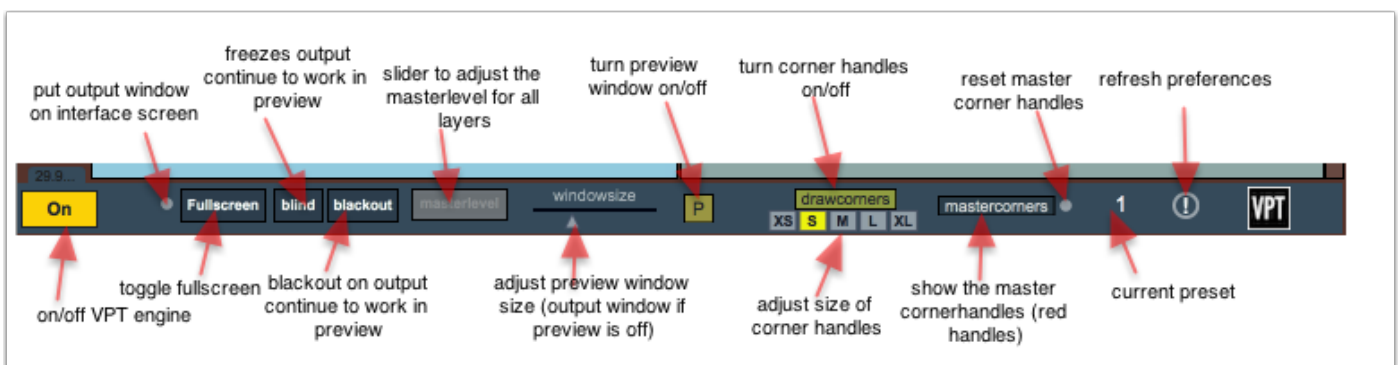 freezes output
continue to work in
preview
put output window
on interface screen
slider to adjust the
masterlevel for all
layers
turn preview
window on/off
turn corner handles
on/off
reset master
corner handles
refresh preferences
29.9...
On
Fullscreen
blind
blackout
masterlevel
windowsize
P
drawcorners
XS S M L XL
mastercorners
1
!
VPT
on/off VPT engine
toggle fullscreen
blackout on output
continue to work in
preview
adjust preview window
size (output window if
preview is off)
adjust size of
corner handles
show the master
cornerhandles (red
handles)
current preset